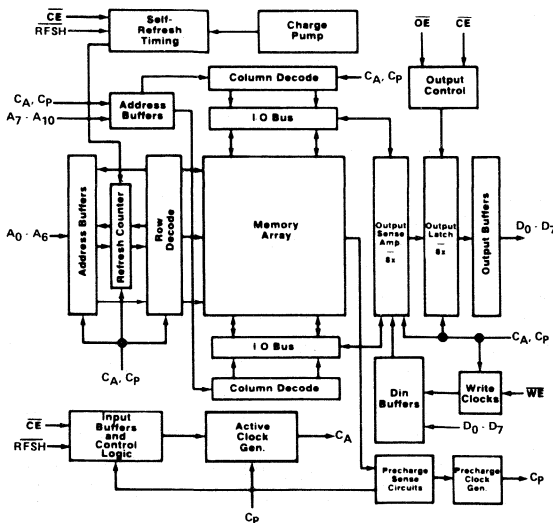 CE
RFSH
Self-
Refresh
Timing
Charge
Pump
OE
CE
Column Decode
CA, CP
Output
Control
CA, CP
A7 · A10
Address
Buffers
I O Bus
A0 · A6
Address Buffers
Refresh Counter
Row
Decode
Memory
Array
Output
Sense
Amp.
8x
Output
Latch
8x
Output Buffers
D0 · D7
I O Bus
CA, CP
CA, CP
Column Decode
Din
Buffers
Write
Clocks
WE
D0 · D7
CE
RFSH
Input
Buffers
and
Control
Logic
Active
Clock
Gen.
CA
Precharge
Sense
Circuits
Precharge
Clock
Gen.
CP
CP